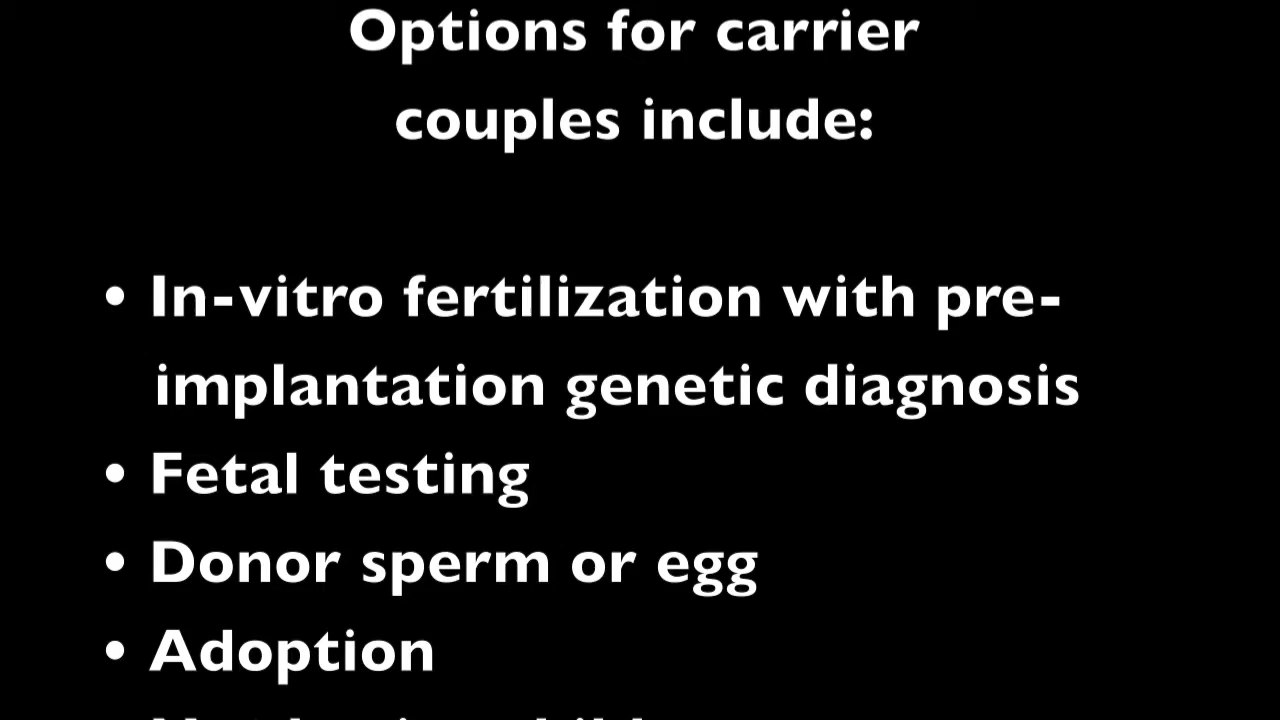 Options for carrier
couples include:
• In-vitro fertilization with pre-
implantation genetic diagnosis
• Fetal testing
• Donor sperm or egg
• Adoption